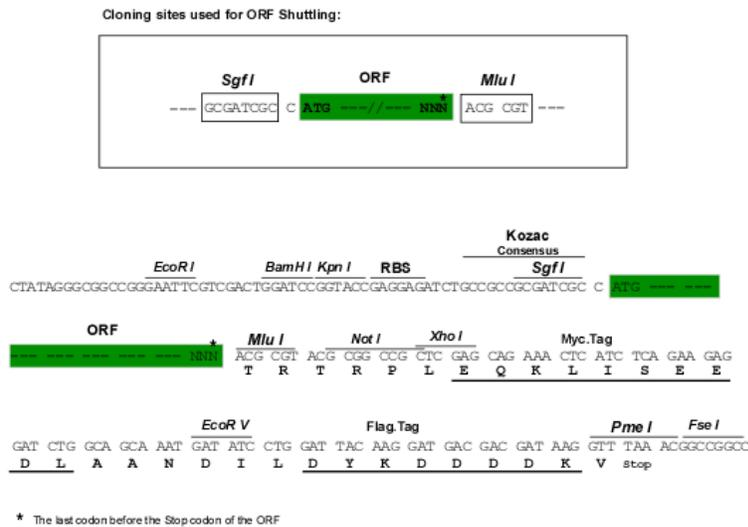 Cloning sites used for ORF Shuttling:
Sgf I ORF Mlu I
--- GCGATCGC C ATG ---//--- NNN* ACG CGT ---
Kozac
Consensus
EcoR I BamH I Kpn I RBS Sgf I
CTATAGGGCGGCCGGGAATTCGTCGACTGGATCCGGTACCGAGGAGATCTGCCGCCGCGATCGC C ATG --- ---
ORF Mlu I Not I Xho I Myc.Tag
--- --- --- --- --- NNN* ACG CGT ACG CGG CCG CTC GAG CAG AAA CTC ATC TCA GAA GAG
T R T R P L E Q K L I S E E
EcoR V Flag.Tag Pme I Fse I
GAT CTG GCA GCA AAT GAT ATC CTG GAT TAC AAG GAT GAC GAC GAT AAG GTT TAA ACGGCCGGCC
D L A A N D I L D Y K D D D D K V Stop
* The last codon before the Stop codon of the ORF